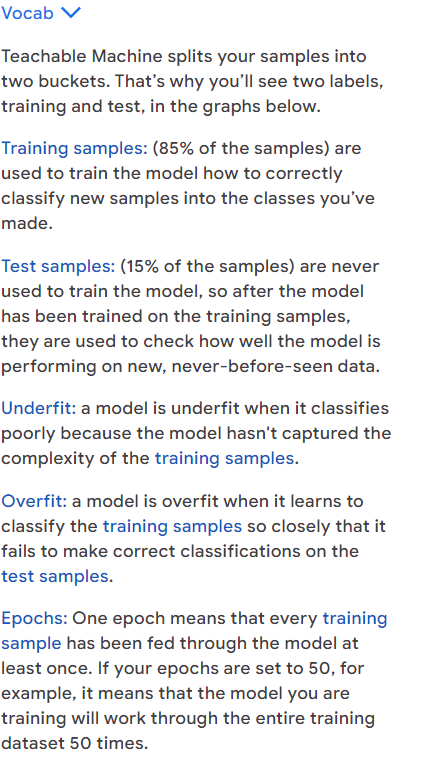 Vocab
Teachable Machine splits your samples into
two buckets. That’s why you’ll see two labels,
training and test, in the graphs below.
Training samples: (85% of the samples) are
used to train the model how to correctly
classify new samples into the classes you’ve
made.
Test samples: (15% of the samples) are never
used to train the model, so after the model
has been trained on the training samples,
they are used to check how well the model is
performing on new, never-before-seen data.
Underfit: a model is underfit when it classifies
poorly because the model hasn't captured the
complexity of the training samples.
Overfit: a model is overfit when it learns to
classify the training samples so closely that it
fails to make correct classifications on the
test samples.
Epochs: One epoch means that every training
sample has been fed through the model at
least once. If your epochs are set to 50, for
example, it means that the model you are
training will work through the entire training
dataset 50 times.